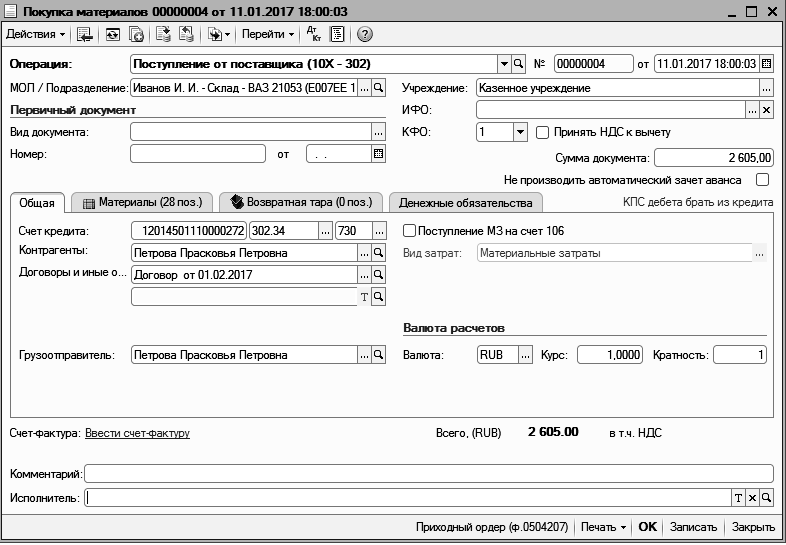 Покупка материалов 00000004 от 11.01.2017 18:00:03
Действия Перейти Дт Кт ?
Операция: Поступление от поставщика (10X - 302) № 00000004 от 11.01.2017 18:00:03
МОЛ / Подразделение: Иванов И. И. - Склад - ВАЗ 21053 (Е007ЕЕ 1 ... Учреждение: Казенное учреждение ...
Первичный документ ИФО: ... ×
Вид документа: ... КФО: 1 Принять НДС к вычету
Номер: от . . Сумма документа: 2 605,00
Не производить автоматический зачет аванса
Общая Материалы (28 поз.) Возвратная тара (0 поз.) Денежные обязательства КПС дебета брать из кредита
Счет кредита: 12014501110000272 302.34 ... 730 ... Поступление МЗ на счет 106
Контрагенты: Петрова Прасковья Петровна ... Вид затрат: Материальные затраты ...
Договоры и иные о... Договор от 01.02.2017 ...
T
Валюта расчетов
Грузоотправитель: Петрова Прасковья Петровна ... Валюта: RUB ... Курс: 1,0000 Кратность: 1
Счет-фактура: Ввести счет-фактуру Всего, (RUB) 2 605.00 в т.ч. НДС
Комментарий:
Исполнитель: T ×
Приходный ордер (ф.0504207) Печать OK Записать Закрыть